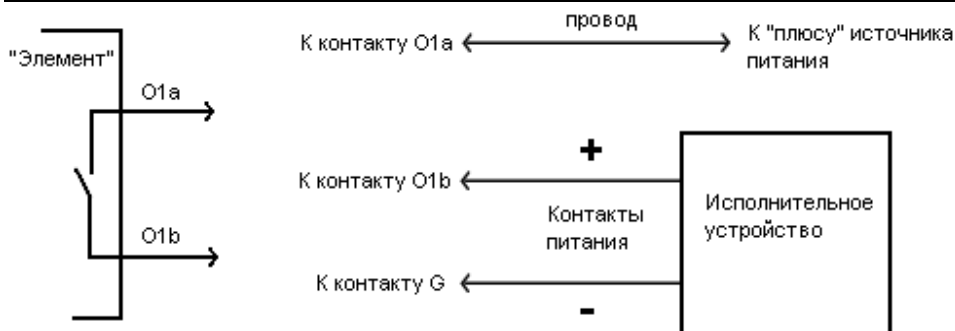 "Элемент"
O1a
O1b
К контакту O1a
провод
К "плюсу" источника
питания
К контакту O1b
+
Контакты
питания
К контакту G
-
Исполнительное
устройство